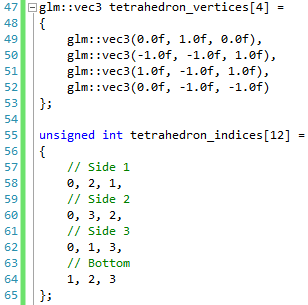 47 glm::vec3 tetrahedron_vertices[4] =
48 {
49     glm::vec3(0.0f, 1.0f, 0.0f),
50     glm::vec3(-1.0f, -1.0f, 1.0f),
51     glm::vec3(1.0f, -1.0f, 1.0f),
52     glm::vec3(0.0f, -1.0f, -1.0f)
53 };
54
55 unsigned int tetrahedron_indices[12] =
56 {
57     // Side 1
58     0, 2, 1,
59     // Side 2
60     0, 3, 2,
61     // Side 3
62     0, 1, 3,
63     // Bottom
64     1, 2, 3
65 };